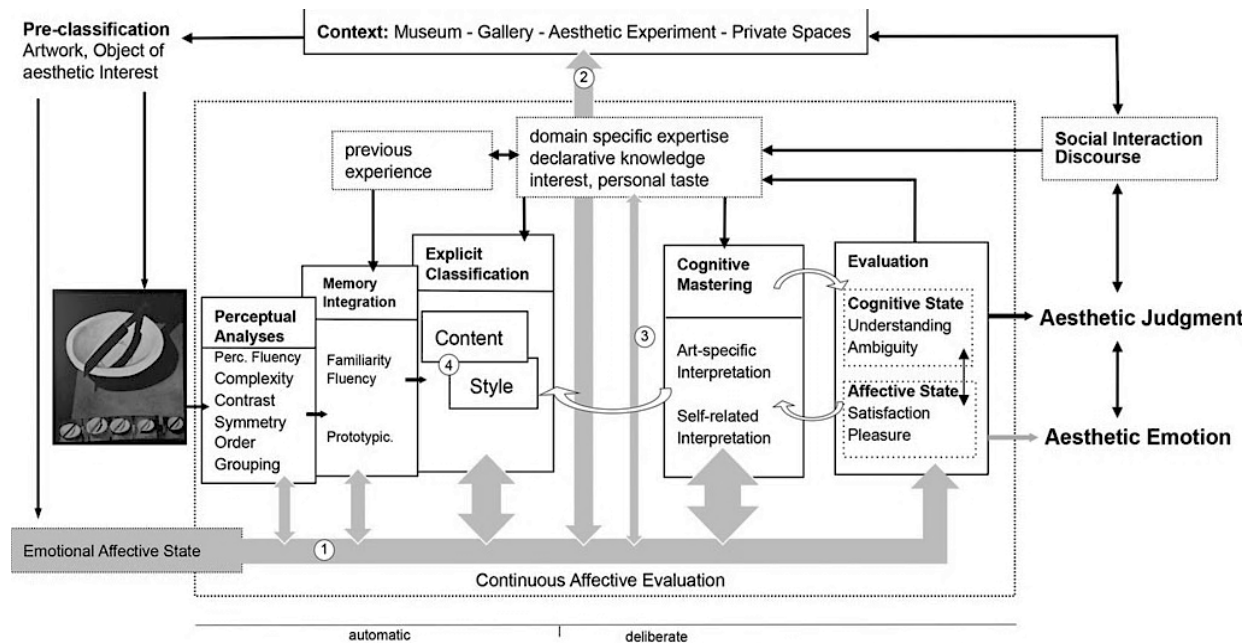 Pre-classification
Artwork, Object of
aesthetic Interest
Context: Museum - Gallery - Aesthetic Experiment - Private Spaces
2
previous
experience
domain specific expertise
declarative knowledge
interest, personal taste
Social Interaction
Discourse
Perceptual
Analyses
Perc. Fluency
Complexity
Contrast
Symmetry
Order
Grouping
Memory
Integration
Familiarity
Fluency
Prototypic.
Explicit
Classification
Content
4
Style
3
Cognitive
Mastering
Art-specific
Interpretation
Self-related
Interpretation
Evaluation
Cognitive State
Understanding
Ambiguity
Affective State
Satisfaction
Pleasure
Aesthetic Judgment
Aesthetic Emotion
Emotional Affective State
1
Continuous Affective Evaluation
automatic
deliberate